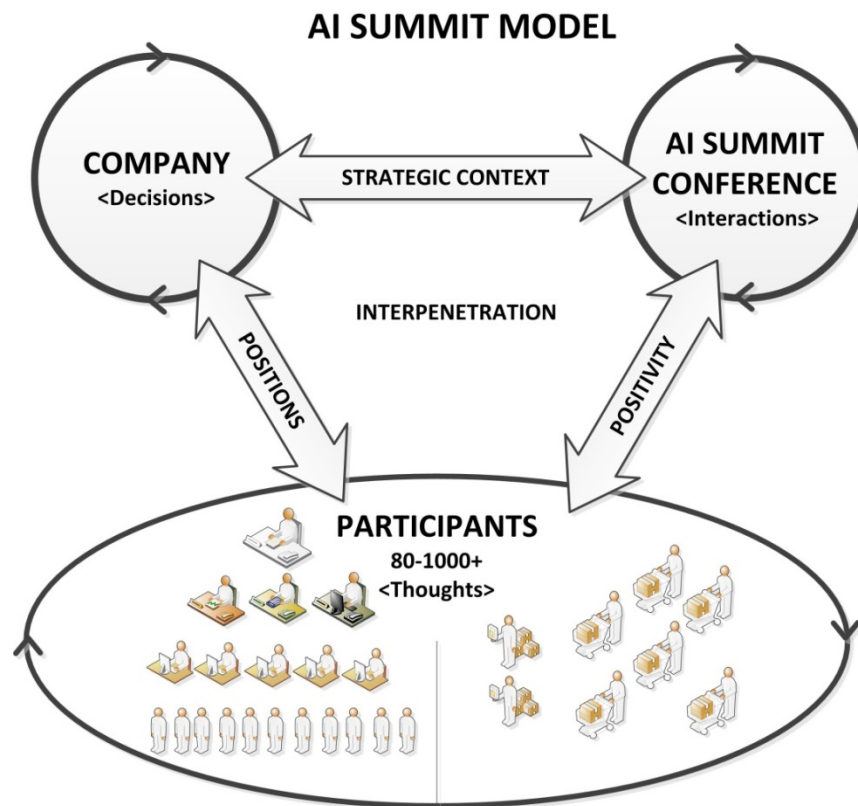 AI SUMMIT MODEL
COMPANY
<Decisions>
STRATEGIC CONTEXT
AI SUMMIT
CONFERENCE
<Interactions>
INTERPENETRATION
POSITIONS
POSITIVITY
PARTICIPANTS
80-1000+
<Thoughts>